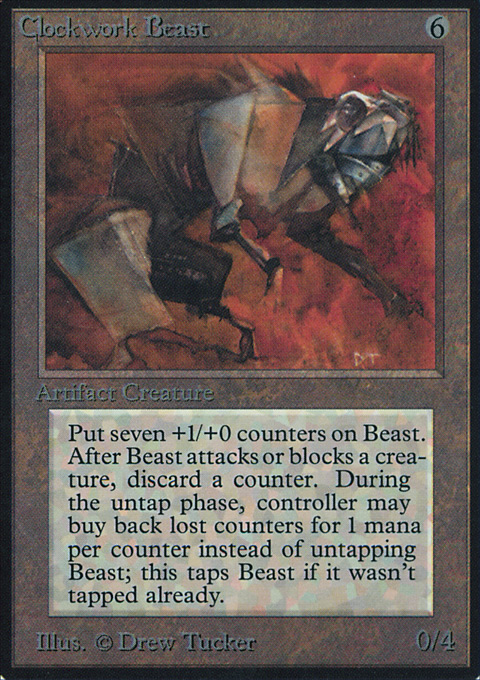 Clockwork Beast 6
DT
Artifact Creature
Put seven +1/+0 counters on Beast.
After Beast attacks or blocks a crea-
ture, discard a counter. During
the untap phase, controller may
buy back lost counters for 1 mana
per counter instead of untapping
Beast; this taps Beast if it wasn't
tapped already.
Illus. © Drew Tucker 0/4